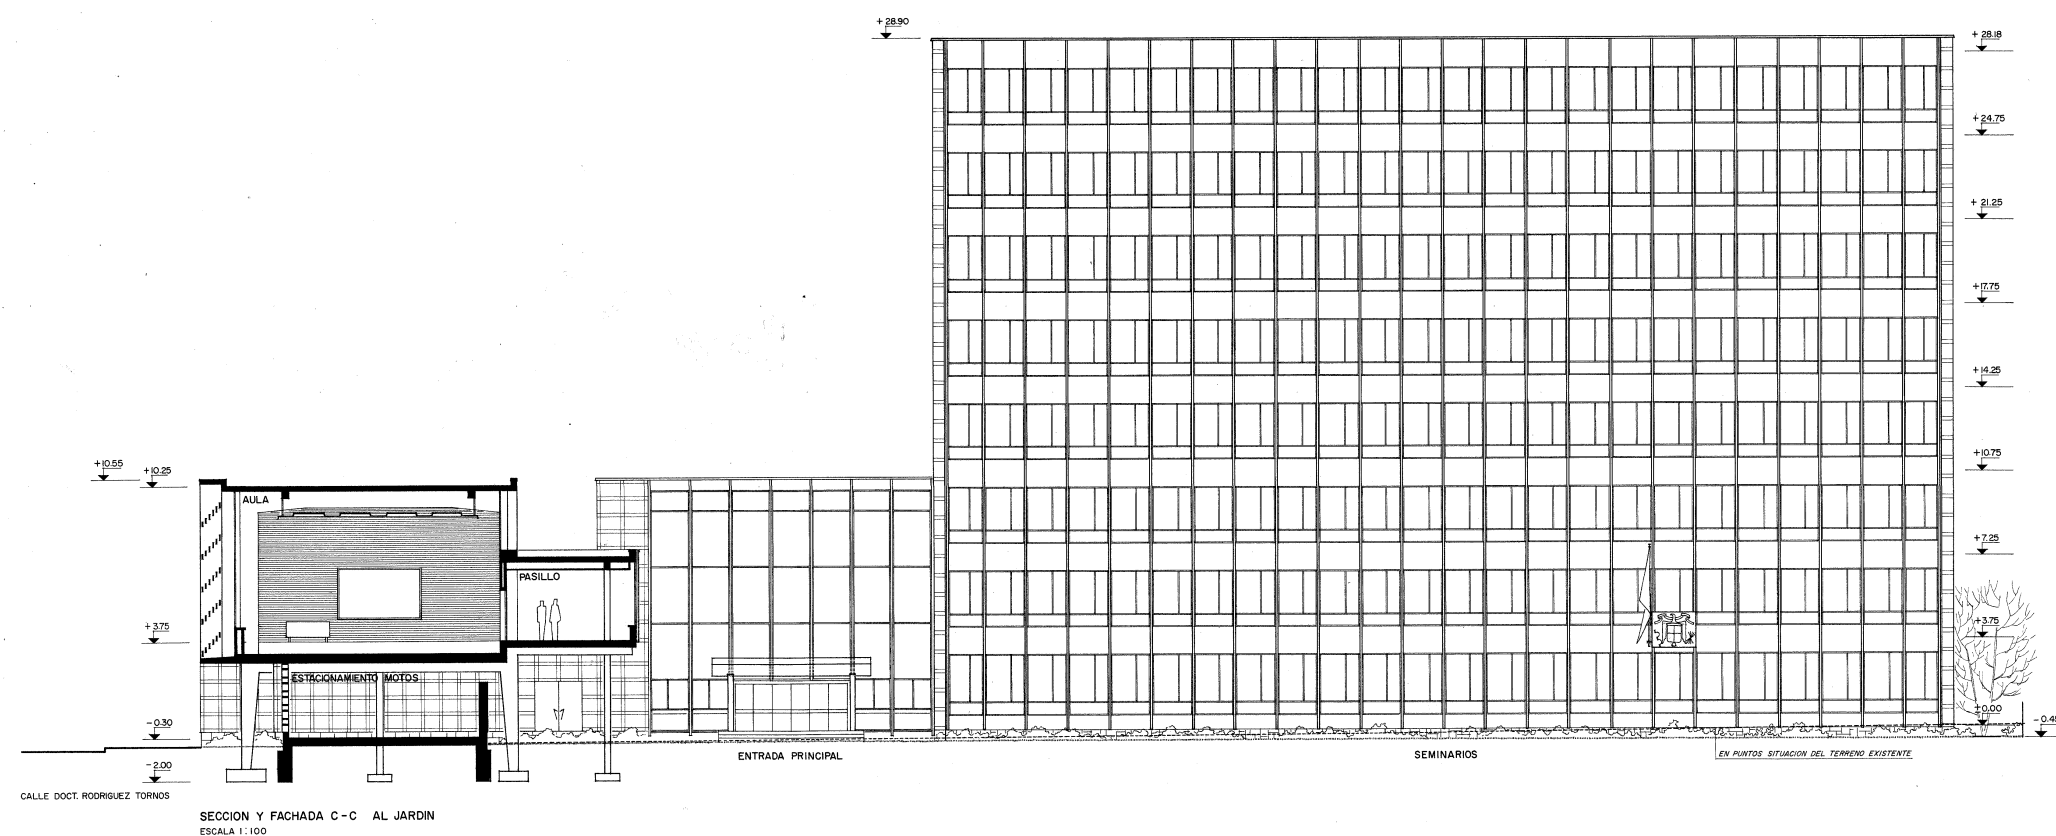 +28.90
+28.18
+24.75
+21.25
+17.75
+14.25
+10.75
+10.55
+10.25
AULA
+7.25
PASILLO
+3.75
+3.75
ESTACIONAMIENTO MOTOS
+0.00
-0.30
-0.45
ENTRADA PRINCIPAL
SEMINARIOS
EN PUNTOS SITUACION DEL TERRENO EXISTENTE
-2.00
CALLE DOCT. RODRIGUEZ TORNOS
SECCION Y FACHADA C-C AL JARDIN
ESCALA 1:100